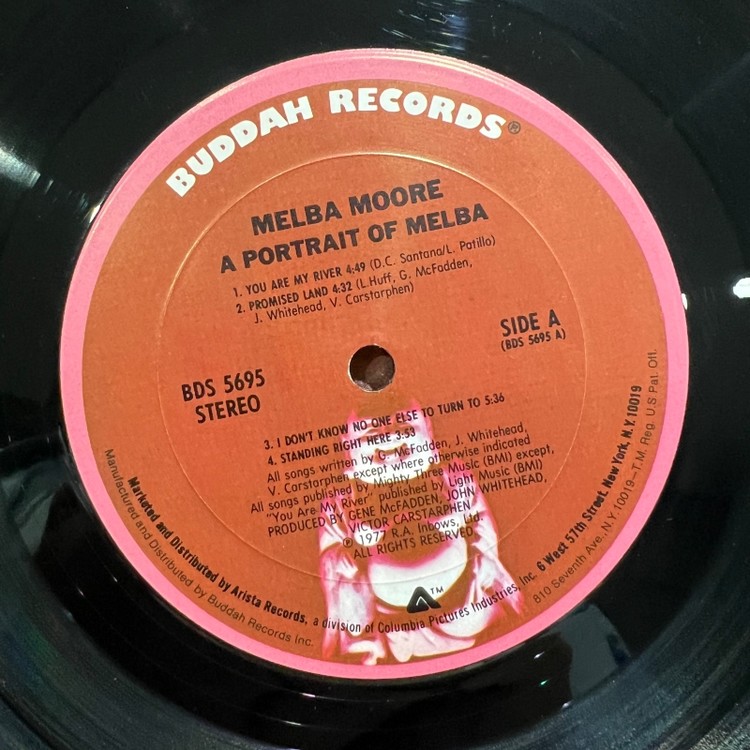 BUDDAH RECORDS®
MELBA MOORE
A PORTRAIT OF MELBA
1. YOU ARE MY RIVER 4:49 (D.C. Santana/L. Patillo)
2. PROMISED LAND 4:32 (L.Huff, G. McFadden,
J. Whitehead, V. Carstarphen)
SIDE A
(BDS 5695 A)
BDS 5695
STEREO
3. I DON'T KNOW NO ONE ELSE TO TURN TO 5:36
4. STANDING RIGHT HERE 3:53
All songs written by G. McFadden, J. Whitehead,
V. Carstarphen except where otherwise indicated
All songs published by Mighty Three Music (BMI) except,
"You Are My River", published by Light Music (BMI)
PRODUCED BY GENE McFADDEN, JOHN WHITEHEAD,
VICTOR CARSTARPHEN
℗ 1977 R.A. Inbows, Ltd.
ALL RIGHTS RESERVED.
TM
Marketed and Distributed by Arista Records, a division of Columbia Pictures Industries, Inc. 6 West 57th Street, New York, N.Y. 10019
Manufactured and Distributed by Buddah Records Inc. 810 Seventh Ave., N.Y. 10019—T.M. Reg. U.S Pat. Off.